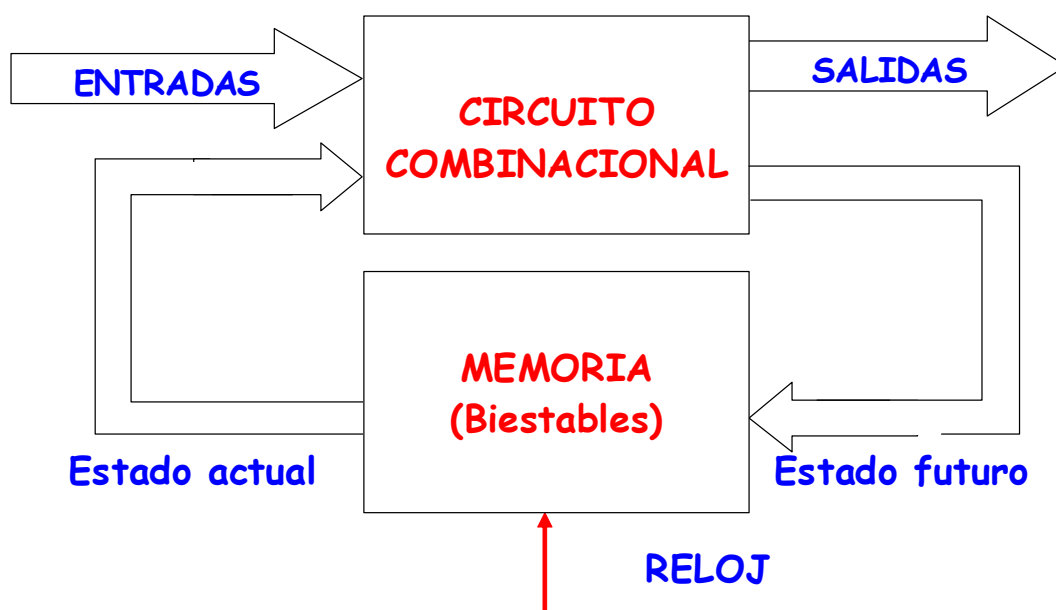 ENTRADAS
SALIDAS
CIRCUITO
COMBINACIONAL
MEMORIA
(Biestables)
Estado actual
Estado futuro
RELOJ